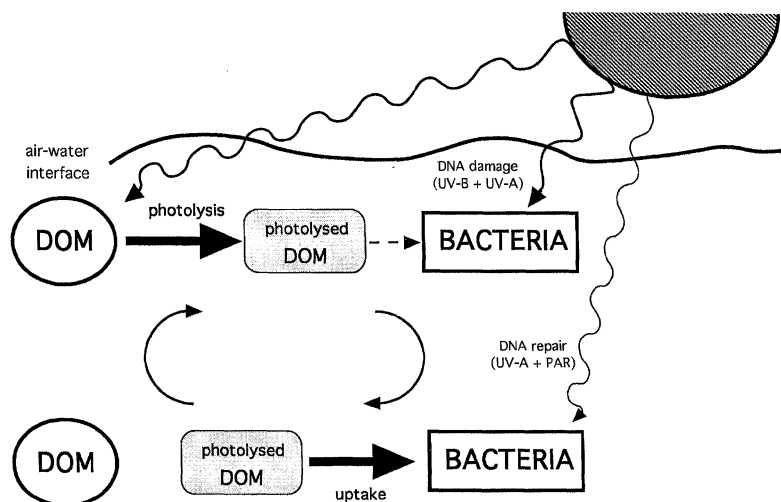 air-water
interface
DNA damage
(UV-B + UV-A)
photolysis
DOM
photolysed
DOM
BACTERIA
DNA repair
(UV-A + PAR)
DOM
photolysed
DOM
uptake
BACTERIA